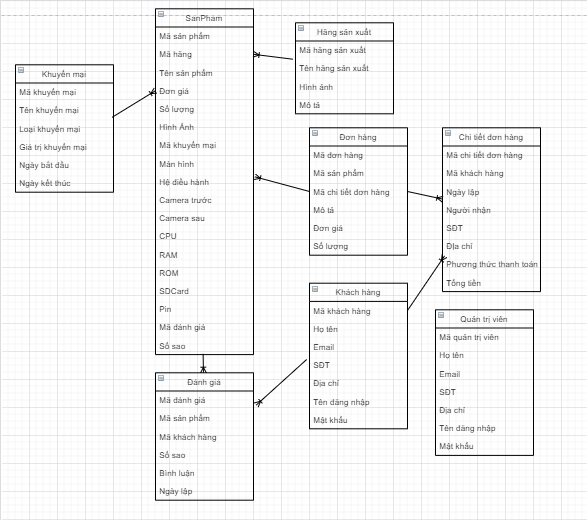 SanPham
Mã sản phẩm
Mã hãng
Tên sản phẩm
Đơn giá
Số lượng
Hình Ảnh
Mã khuyến mại
Màn hình
Hệ điều hành
Camera trước
Camera sau
CPU
RAM
ROM
SDCard
Pin
Mã đánh giá
Số sao
Hãng sản xuất
Mã hãng sản xuất
Tên hãng sản xuất
Hình ảnh
Mô tả
Khuyến mại
Mã khuyến mại
Tên khuyến mại
Loại khuyến mại
Giá trị khuyến mại
Ngày bắt đầu
Ngày kết thúc
Đơn hàng
Mã đơn hàng
Mã sản phẩm
Mã chi tiết đơn hàng
Mô tả
Đơn giá
Số lượng
Chi tiết đơn hàng
Mã chi tiết đơn hàng
Mã khách hàng
Ngày lập
Người nhận
SĐT
Địa chỉ
Phương thức thanh toán
Tổng tiền
Khách hàng
Mã khách hàng
Họ tên
Email
SĐT
Địa chỉ
Tên đăng nhập
Mật khẩu
Quản trị viên
Mã quản trị viên
Họ tên
Email
SĐT
Địa chỉ
Tên đăng nhập
Mật khẩu
Đánh giá
Mã đánh giá
Mã sản phẩm
Mã khách hàng
Số sao
Bình luận
Ngày lập